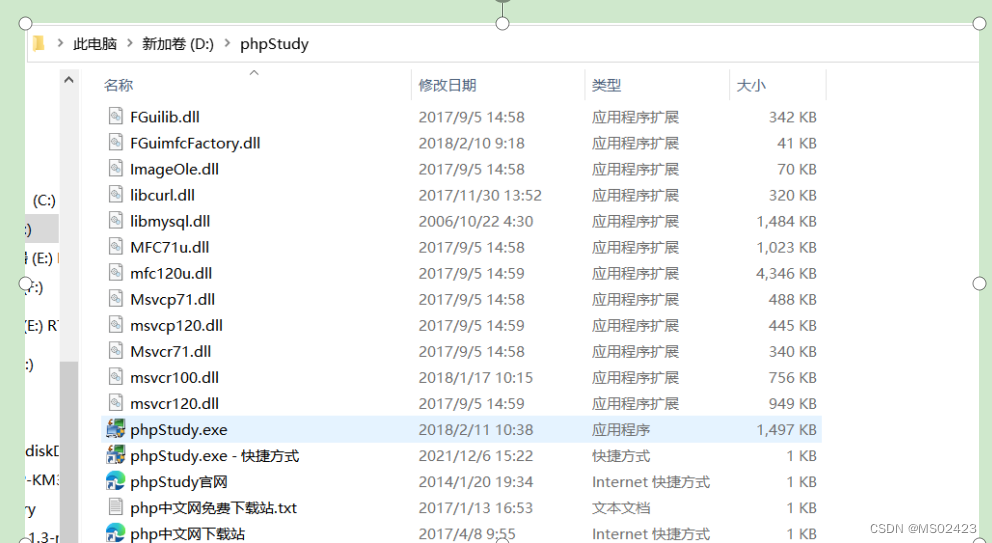 此电脑 > 新加卷 (D:) > phpStudy
名称 修改日期 类型 大小
FGuilib.dll 2017/9/5 14:58 应用程序扩展 342 KB
FGuimfcFactory.dll 2018/2/10 9:18 应用程序扩展 41 KB
ImageOle.dll 2017/9/5 14:58 应用程序扩展 70 KB
libcurl.dll 2017/11/30 13:52 应用程序扩展 320 KB
(C:)
libmysql.dll 2006/10/22 4:30 应用程序扩展 1,484 KB
:)
MFC71u.dll 2017/9/5 14:58 应用程序扩展 1,023 KB
(E:)
mfc120u.dll 2017/9/5 14:59 应用程序扩展 4,346 KB
F:)
Msvcp71.dll 2017/9/5 14:58 应用程序扩展 488 KB
msvcp120.dll 2017/9/5 14:59 应用程序扩展 445 KB
(E:)
Msvcr71.dll 2017/9/5 14:58 应用程序扩展 340 KB
:)
msvcr100.dll 2018/1/17 10:15 应用程序扩展 756 KB
msvcr120.dll 2017/9/5 14:59 应用程序扩展 949 KB
phpStudy.exe 2018/2/11 10:38 应用程序 1,497 KB
phpStudy.exe - 快捷方式 2021/12/6 15:22 快捷方式 1 KB
phpStudy官网 2014/1/20 19:34 Internet 快捷方式 1 KB
php中文网免费下载站.txt 2017/1/13 16:53 文本文档 1 KB
php中文网下载站 2017/4/8 9:55 Internet 快捷方式 1 KB
CSDN @MS02423